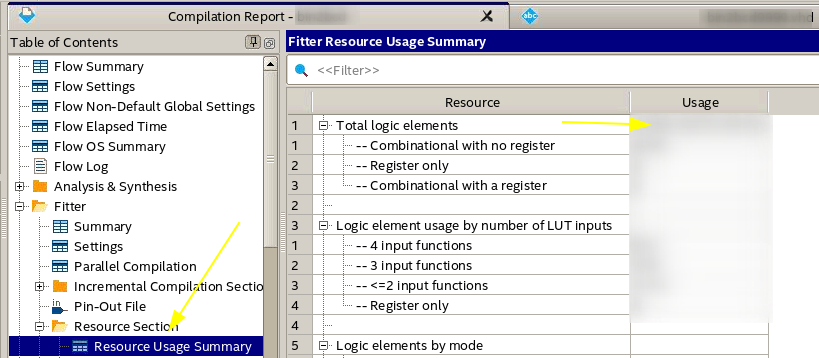 Compilation Report -
abc
Table of Contents
Flow Summary
Flow Settings
Flow Non-Default Global Settings
Flow Elapsed Time
Flow OS Summary
Flow Log
Analysis & Synthesis
Fitter
Summary
Settings
Parallel Compilation
Incremental Compilation Sectio
in
Pin-Out File
Resource Section
Resource Usage Summary
Fitter Resource Usage Summary
<<Filter>>
Resource Usage
1 Total logic elements
1 -- Combinational with no register
2 -- Register only
3 -- Combinational with a register
2
3 Logic element usage by number of LUT inputs
1 -- 4 input functions
2 -- 3 input functions
3 -- <=2 input functions
4 -- Register only
4
5 Logic elements by mode